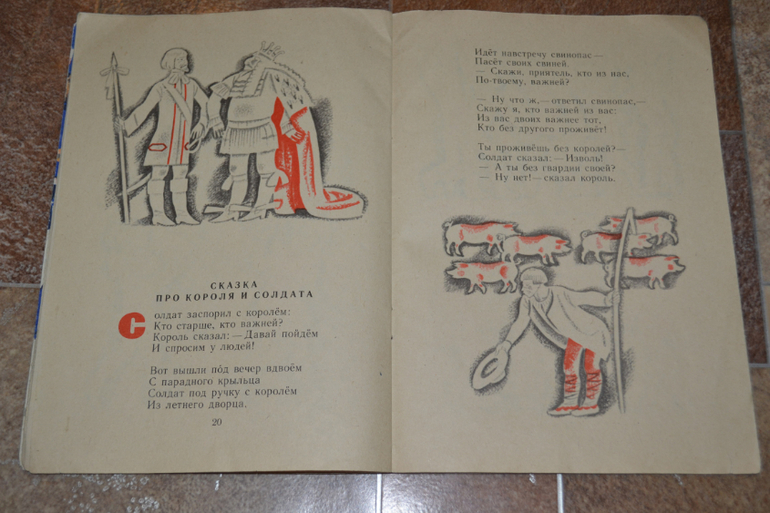 СКАЗКА
ПРО КОРОЛЯ И СОЛДАТА
Солдат заспорил с королём:
Кто старше, кто важней?
Король сказал: — Давай пойдём
И спросим у людей!
Вот вышли по́д вечер вдвоём
С парадного крыльца
Солдат под ручку с королём
Из летнего дворца.
20
Идёт навстречу свинопас —
Пасёт своих свиней.
— Скажи, приятель, кто из нас,
По-твоему, важней?
— Ну что ж, — ответил свинопас, —
Скажу я, кто важней из вас:
Из вас двоих важнее тот,
Кто без другого проживёт!
Ты проживёшь без королей? —
Солдат сказал: — Изволь!
— А ты без гвардии своей?
— Ну нет! — сказал король.